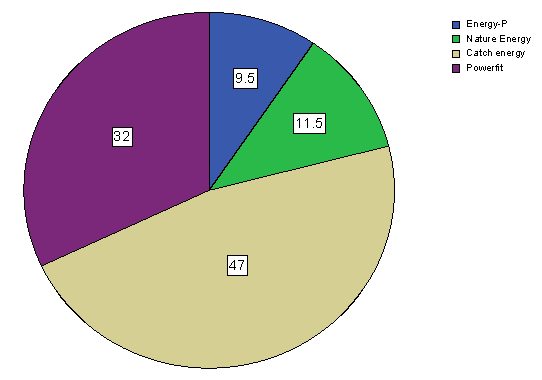 Energy-P
Nature Energy
Catch energy
Powerfit
9.5
11.5
32
47